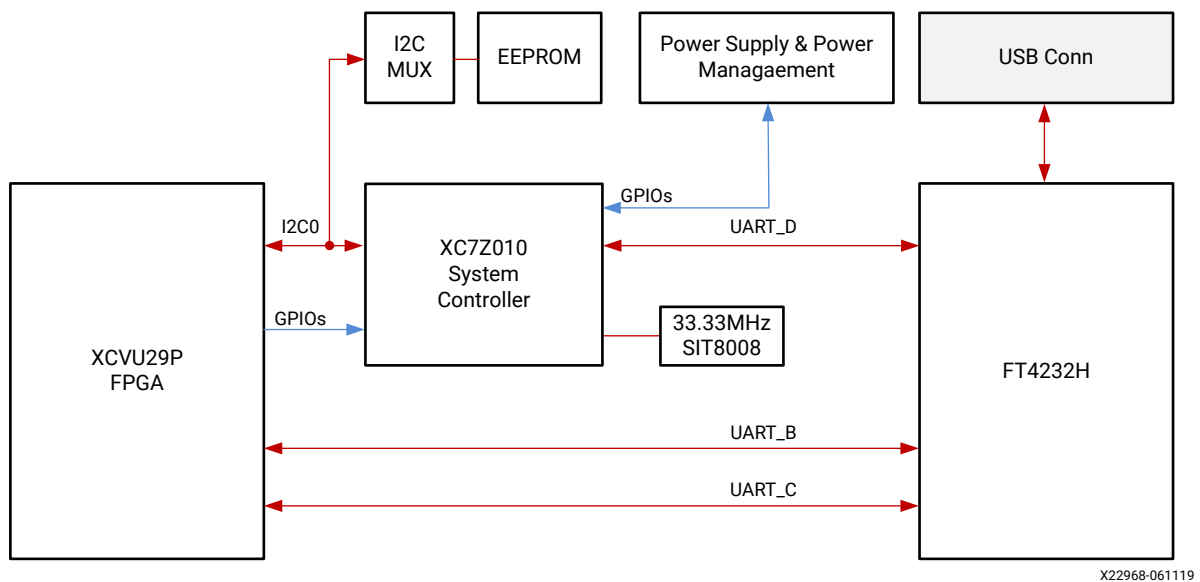 I2C
MUX
EEPROM
Power Supply & Power
Managaement
USB Conn
GPIOs
I2C0
UART_D
XC7Z010
System
Controller
GPIOs
33.33MHz
SIT8008
XCVU29P
FPGA
FT4232H
UART_B
UART_C
X22968-061119